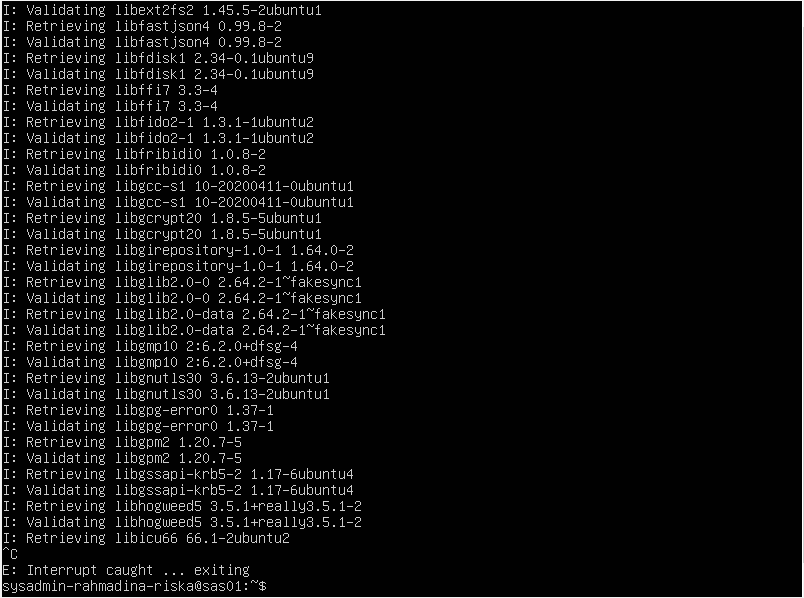 I: Validating libext2fs2 1.45.5-2ubuntu1
I: Retrieving libfastjson4 0.99.8-2
I: Validating libfastjson4 0.99.8-2
I: Retrieving libfdisk1 2.34-0.1ubuntu9
I: Validating libfdisk1 2.34-0.1ubuntu9
I: Retrieving libffi7 3.3-4
I: Validating libffi7 3.3-4
I: Retrieving libfido2-1 1.3.1-1ubuntu2
I: Validating libfido2-1 1.3.1-1ubuntu2
I: Retrieving libfribidi0 1.0.8-2
I: Validating libfribidi0 1.0.8-2
I: Retrieving libgcc-s1 10-20200411-0ubuntu1
I: Validating libgcc-s1 10-20200411-0ubuntu1
I: Retrieving libgcrypt20 1.8.5-5ubuntu1
I: Validating libgcrypt20 1.8.5-5ubuntu1
I: Retrieving libgirepository-1.0-1 1.64.0-2
I: Validating libgirepository-1.0-1 1.64.0-2
I: Retrieving libglib2.0-0 2.64.2-1~fakesync1
I: Validating libglib2.0-0 2.64.2-1~fakesync1
I: Retrieving libglib2.0-data 2.64.2-1~fakesync1
I: Validating libglib2.0-data 2.64.2-1~fakesync1
I: Retrieving libgmp10 2:6.2.0+dfsg-4
I: Validating libgmp10 2:6.2.0+dfsg-4
I: Retrieving libgnutls30 3.6.13-2ubuntu1
I: Validating libgnutls30 3.6.13-2ubuntu1
I: Retrieving libgpg-error0 1.37-1
I: Validating libgpg-error0 1.37-1
I: Retrieving libgpm2 1.20.7-5
I: Validating libgpm2 1.20.7-5
I: Retrieving libgssapi-krb5-2 1.17-6ubuntu4
I: Validating libgssapi-krb5-2 1.17-6ubuntu4
I: Retrieving libhogweed5 3.5.1+really3.5.1-2
I: Validating libhogweed5 3.5.1+really3.5.1-2
I: Retrieving libicu66 66.1-2ubuntu2
^C
E: Interrupt caught ... exiting
sysadmin-rahmadina-riska@sas01:~$